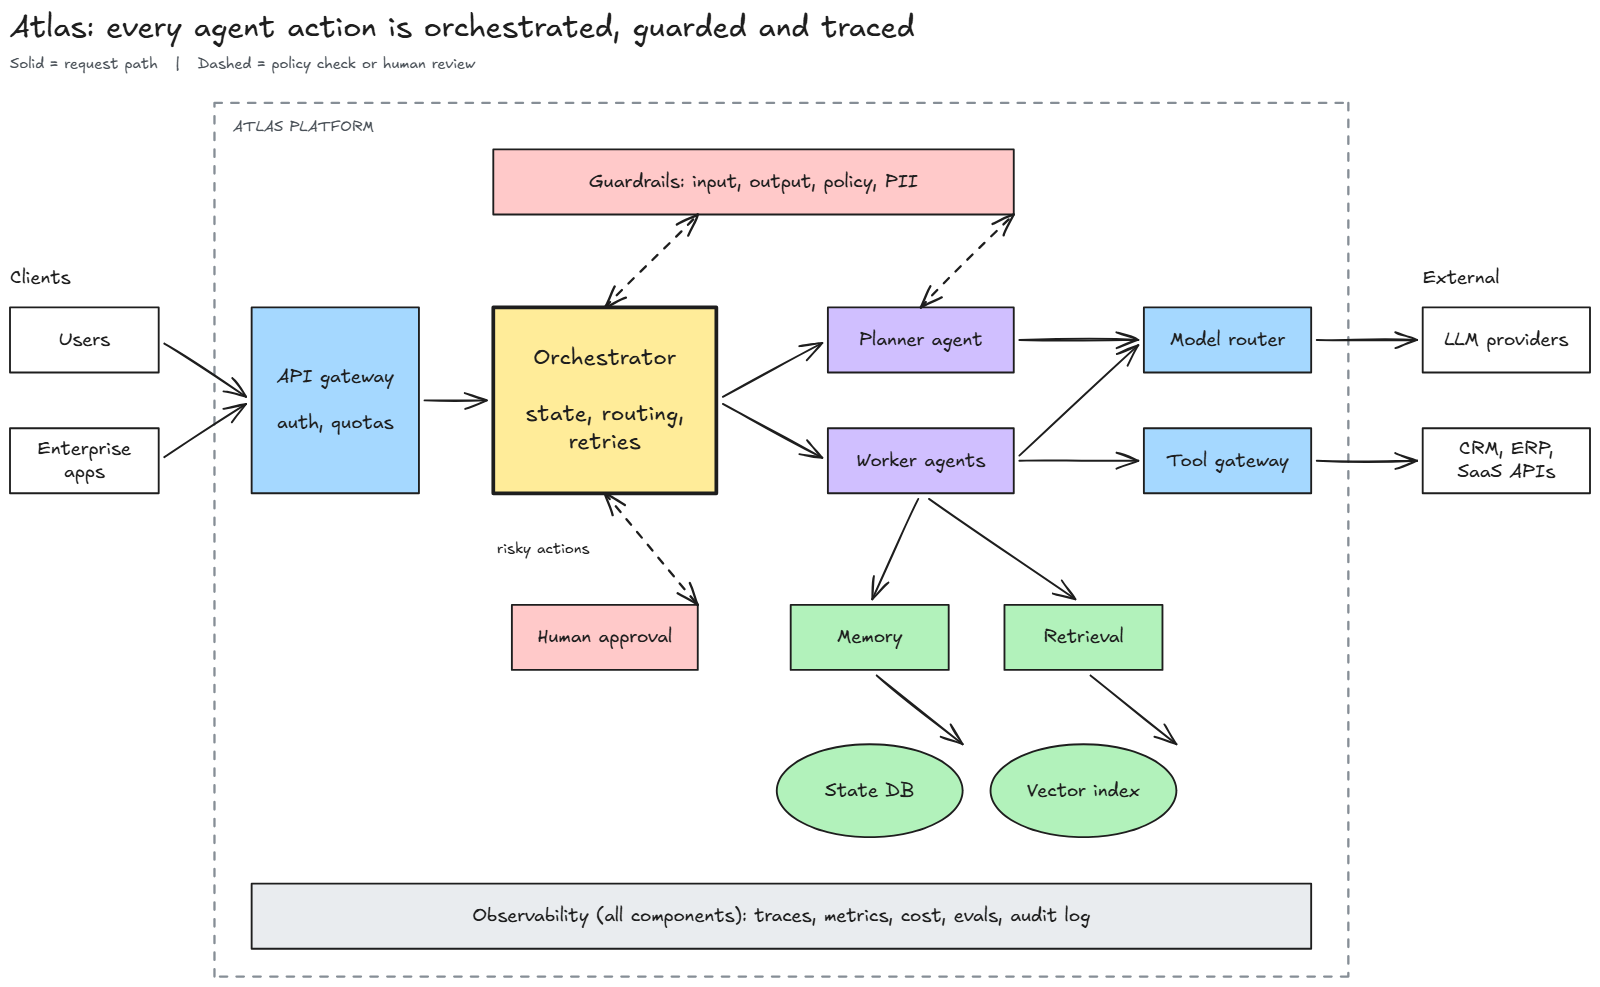 Atlas: every agent action is orchestrated, guarded and traced
Solid = request path | Dashed = policy check or human review
ATLAS PLATFORM
Guardrails: input, output, policy, PII
Clients
External
Users
Enterprise
apps
API gateway
auth, quotas
Orchestrator
state, routing,
retries
Planner agent
Worker agents
Model router
Tool gateway
LLM providers
CRM, ERP,
SaaS APIs
risky actions
Human approval
Memory
Retrieval
State DB
Vector index
Observability (all components): traces, metrics, cost, evals, audit log